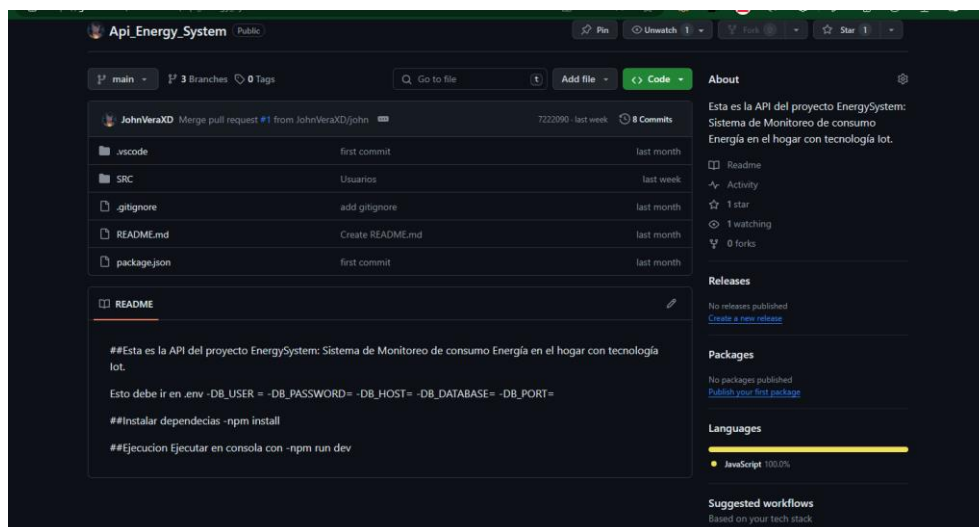 Api_Energy_System Public
Pin Unwatch 1 Fork 0 Star 1
main 3 Branches 0 Tags Go to file t Add file Code
JohnVeraXD Merge pull request #1 from JohnVeraXD/john 7222090 · last week 8 Commits
.vscode first commit last month
SRC Usuarios last week
.gitignore add gitignore last month
README.md Create README.md last month
package.json first commit last month
README
##Esta es la API del proyecto EnergySystem: Sistema de Monitoreo de consumo Energía en el hogar con tecnología
Iot.
Esto debe ir en .env -DB_USER = -DB_PASSWORD= -DB_HOST= -DB_DATABASE= -DB_PORT=
##Instalar dependecias -npm install
##Ejecucion Ejecutar en consola con -npm run dev
About
Esta es la API del proyecto EnergySystem:
Sistema de Monitoreo de consumo
Energía en el hogar con tecnología Iot.
Readme
Activity
1 star
1 watching
0 forks
Releases
No releases published
Create a new release
Packages
No packages published
Publish your first package
Languages
JavaScript 100.0%
Suggested workflows
Based on your tech stack